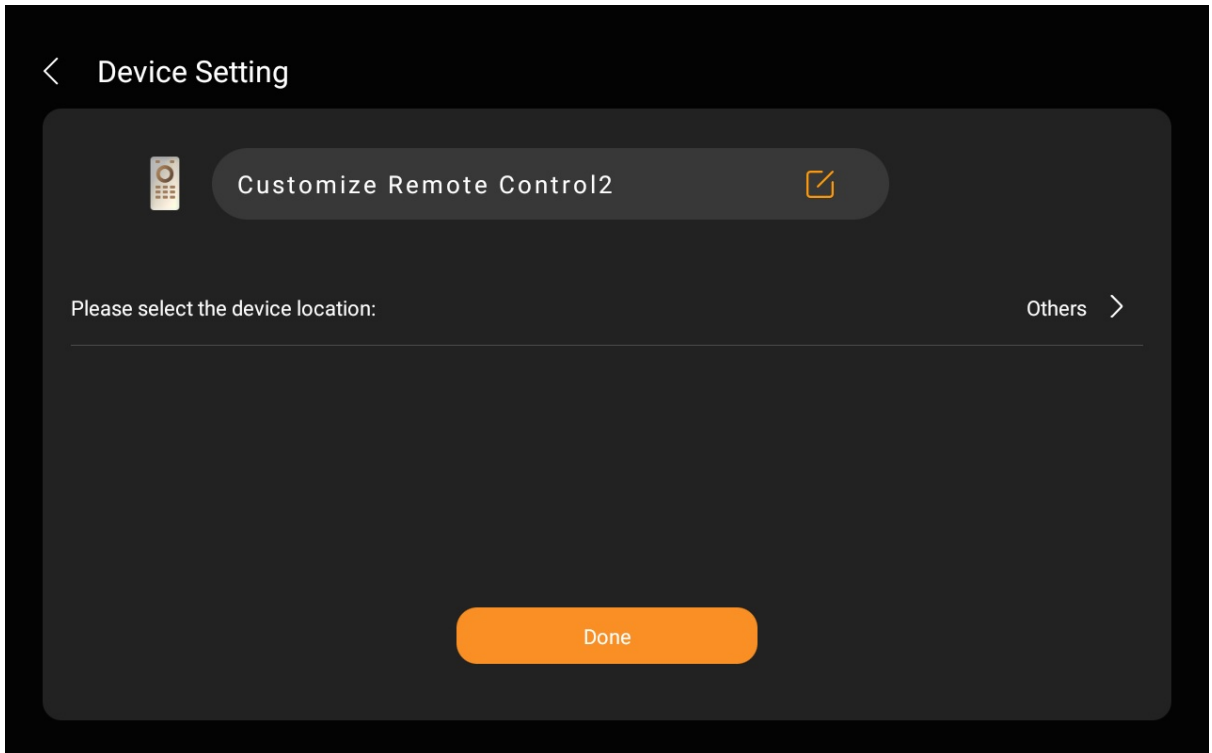 Device Setting
Customize Remote Control2
Please select the device location:
Others
Done